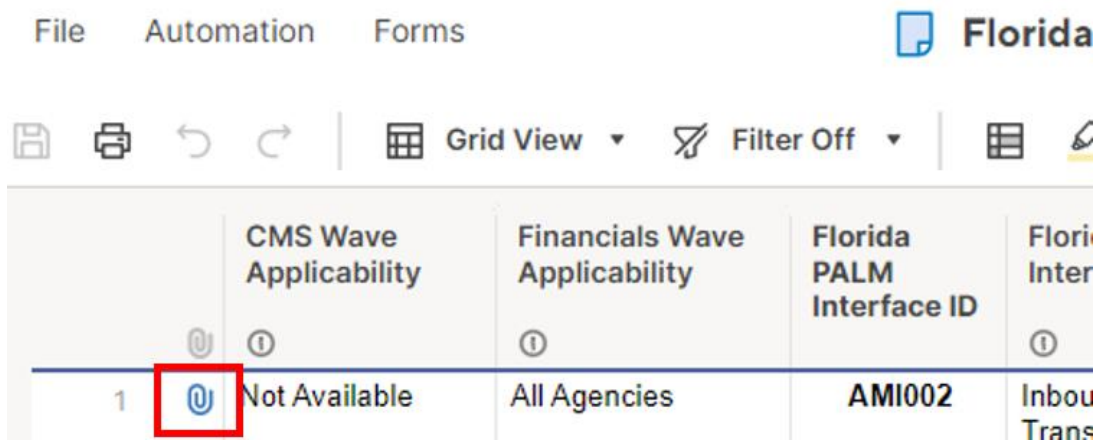 File Automation Forms Florida
Grid View Filter Off
CMS Wave Financials Wave Florida
Applicability Applicability PALM
Interface ID
1 Not Available All Agencies AMI002